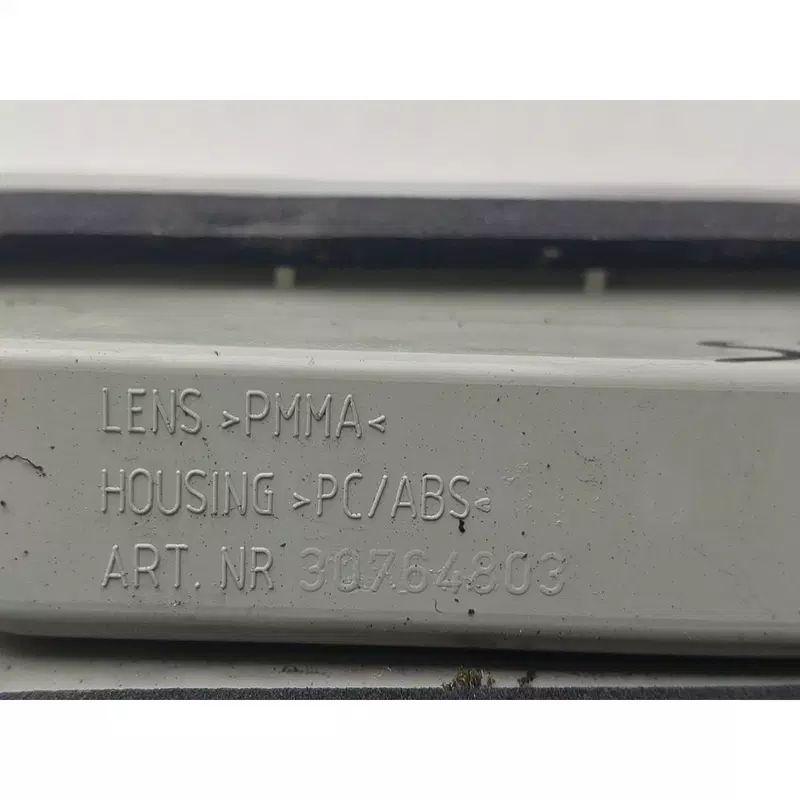 LENS >PMMA<
HOUSING >PC/ABS<
ART. NR 30764803